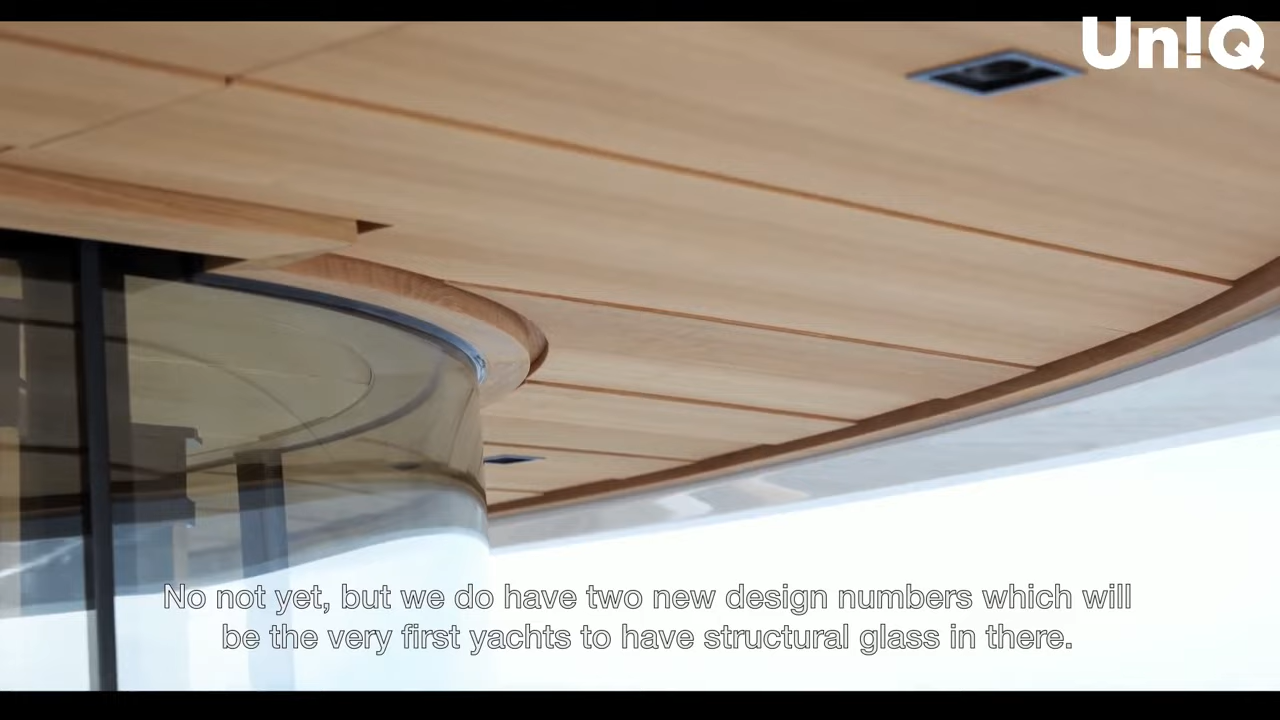 Un!Q
No not yet, but we do have two new design numbers which will
be the very first yachts to have structural glass in there.